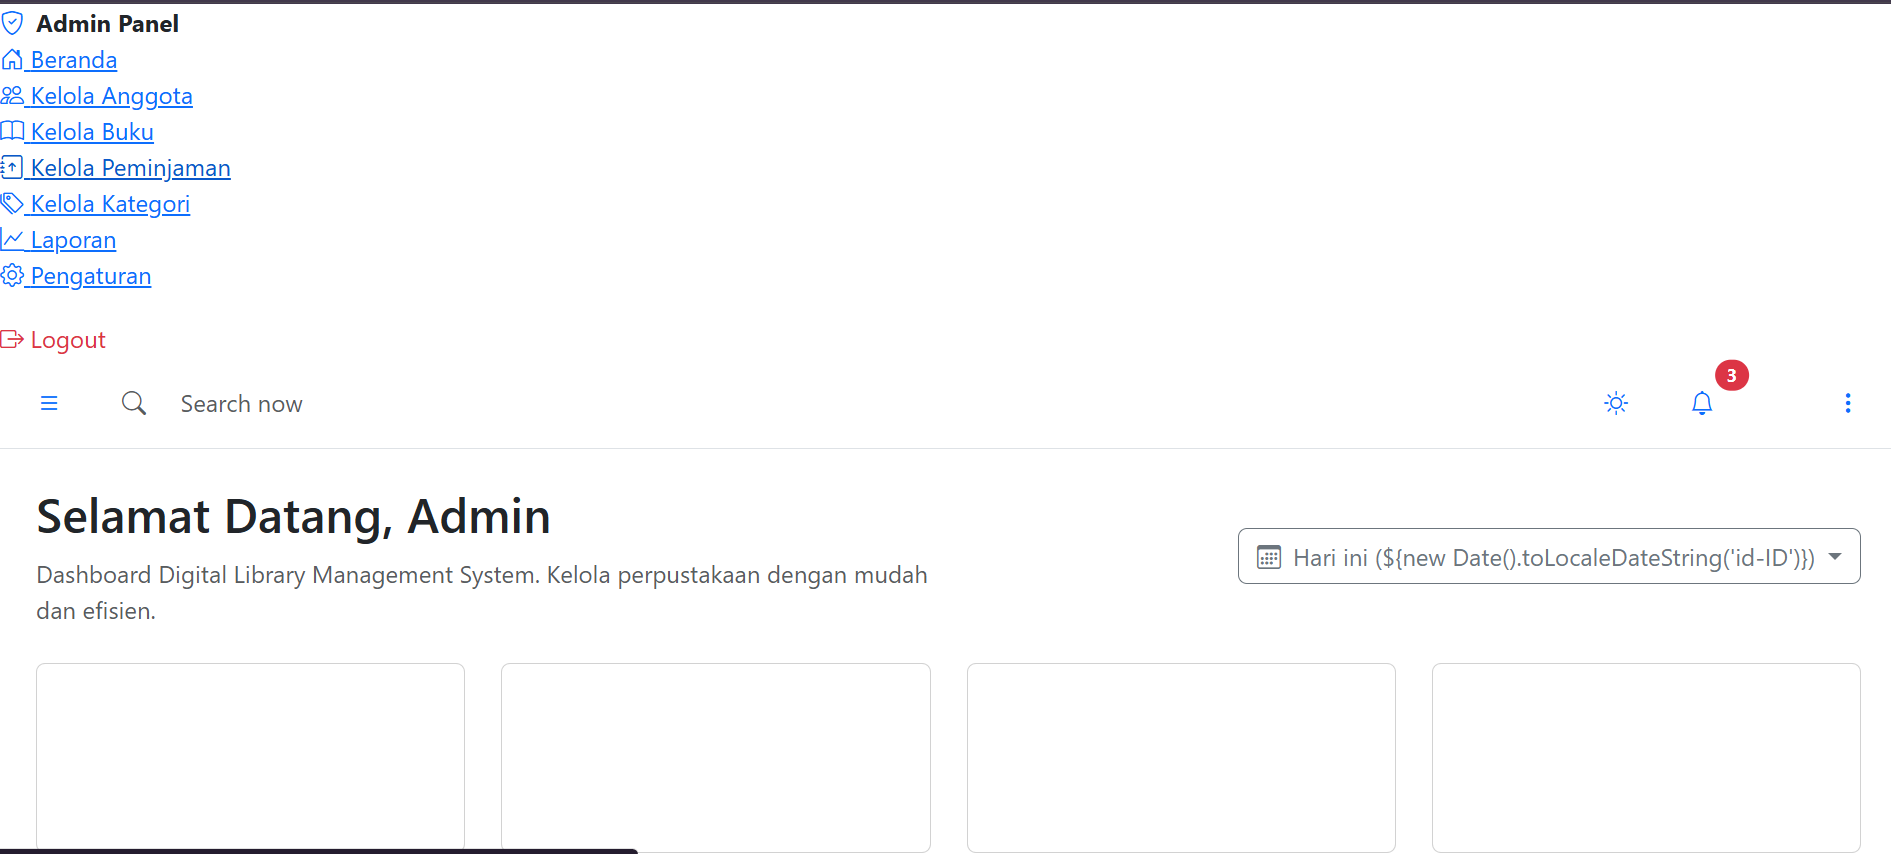 Admin Panel
Beranda
Kelola Anggota
Kelola Buku
Kelola Peminjaman
Kelola Kategori
Laporan
Pengaturan
Logout
Search now
3
Selamat Datang, Admin
Dashboard Digital Library Management System. Kelola perpustakaan dengan mudah
dan efisien.
Hari ini (${new Date().toLocaleDateString('id-ID')})